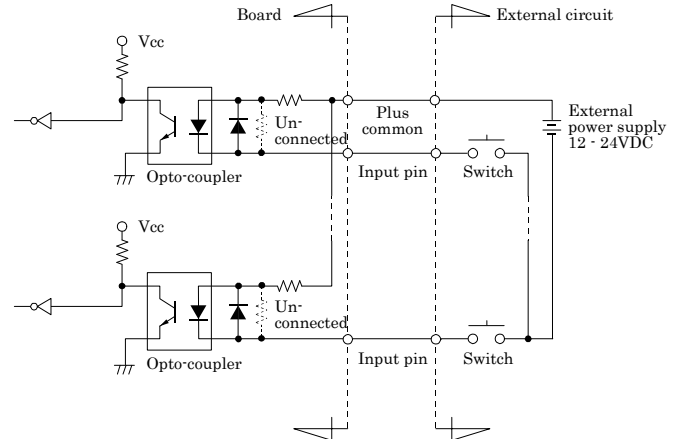 Board
External circuit
Vcc
Plus
common
External
power supply
12 - 24VDC
Un-
connected
Opto-coupler
Input pin
Switch
Vcc
Un-
connected
Opto-coupler
Input pin
Switch